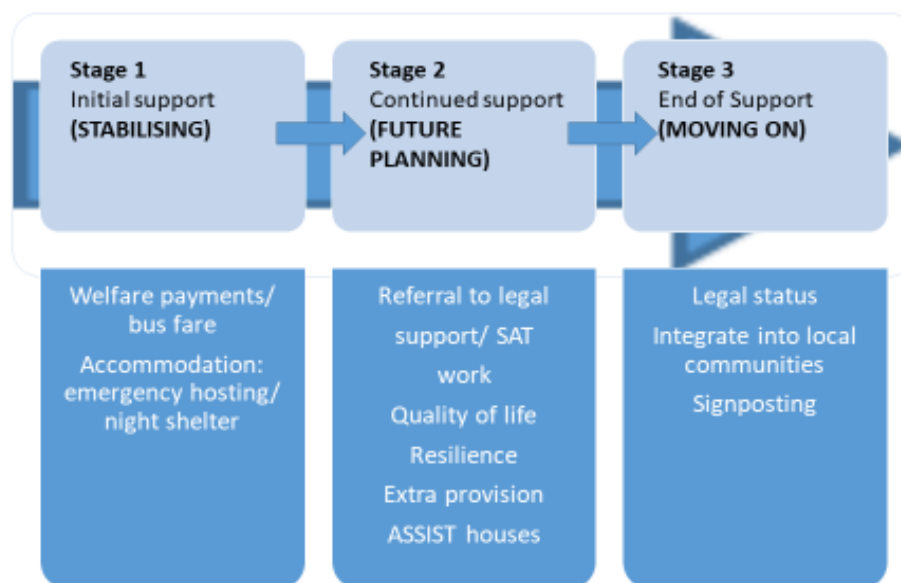 Stage 1
Initial support
(STABILISING)
Stage 2
Continued support
(FUTURE
PLANNING)
Stage 3
End of Support
(MOVING ON)
Welfare payments/
bus fare
Accommodation:
emergency hosting/
night shelter
Referral to legal
support/ SAT
work
Quality of life
Resilience
Extra provision
ASSIST houses
Legal status
Integrate into local
communities
Signposting